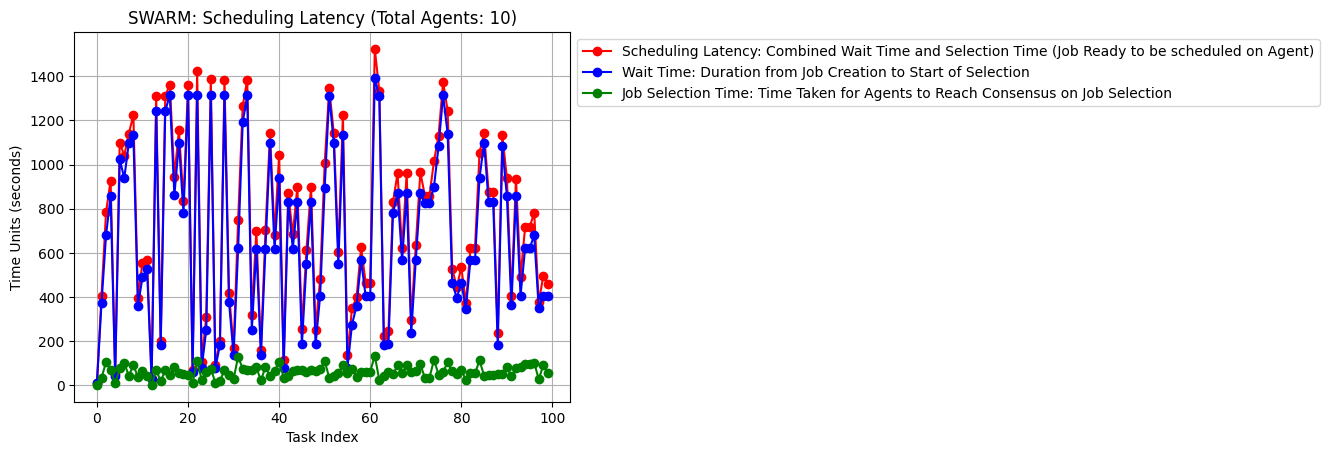 SWARM: Scheduling Latency (Total Agents: 10)
Scheduling Latency: Combined Wait Time and Selection Time (Job Ready to be scheduled on Agent)
Wait Time: Duration from Job Creation to Start of Selection
Job Selection Time: Time Taken for Agents to Reach Consensus on Job Selection
Time Units (seconds)
1400
1200
1000
800
600
400
200
0
0 20 40 60 80 100
Task Index